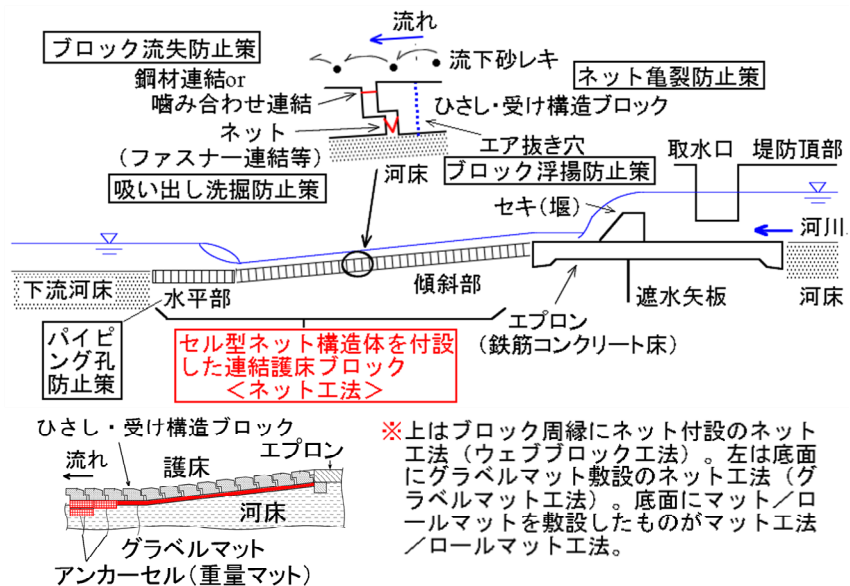 流れ
ブロック流失防止策
流下砂レキ
鋼材連結or
噛み合わせ連結
ネット亀裂防止策
ひさし・受け構造ブロック
ネット
(ファスナー連結等)
エア抜き穴
取水口
堤防頂部
吸い出し洗掘防止策
河床
ブロック浮揚防止策
セキ(堰)
河川
下流河床
水平部
傾斜部
エプロン
(鉄筋コンクリート床)
遮水矢板
河床
パイピ
ング孔
防止策
セル型ネット構造体を付設
した連結護床ブロック
<ネット工法>
ひさし・受け構造ブロック
エプロン
流れ
護床
河床
グラベルマット
アンカーセル(重量マット)
※上はブロック周縁にネット付設のネット
工法(ウェブブロック工法)。左は底面
にグラベルマット敷設のネット工法(グ
ラベルマット工法)。底面にマット/ロ
ールマットを敷設したものがマット工法
/ロールマット工法。